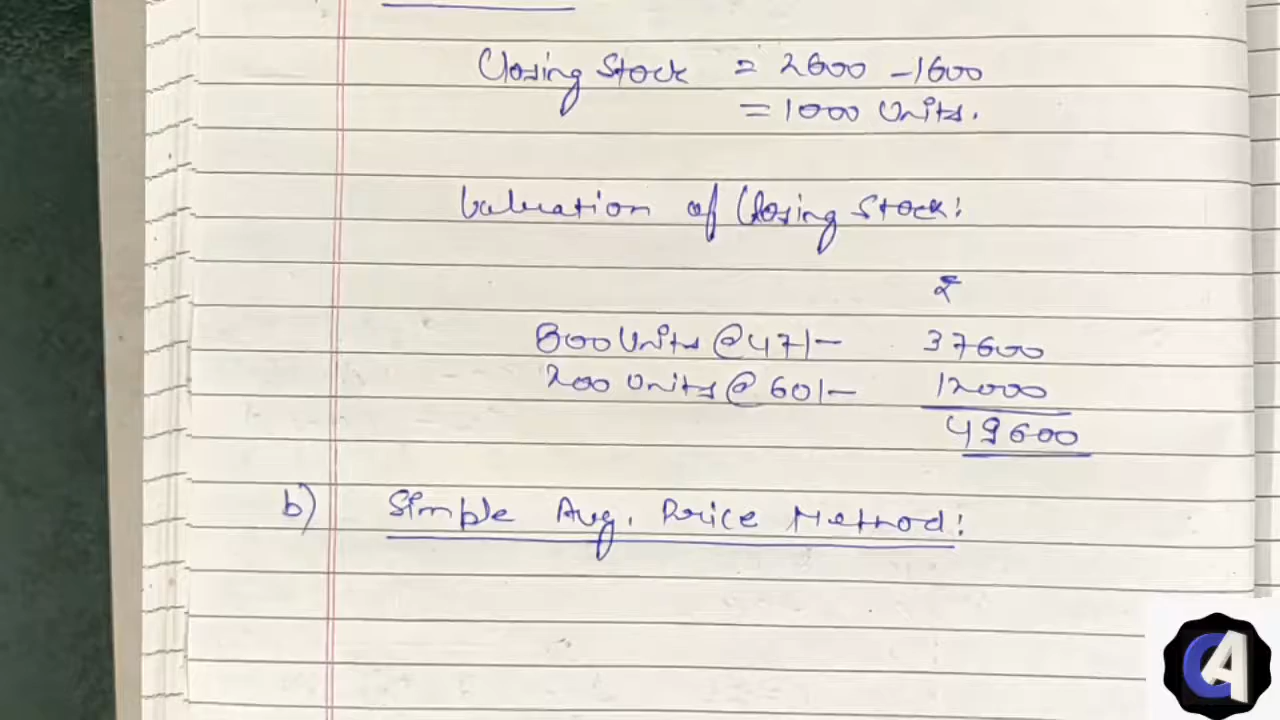 Closing Stock = 2600 - 1600
= 1000 Units.
Valuation of Closing Stock:
₹
800 Units @ 47/- 37600
200 Units @ 60/- 12000
49600
b) Simple Avg. Price Method:
CA